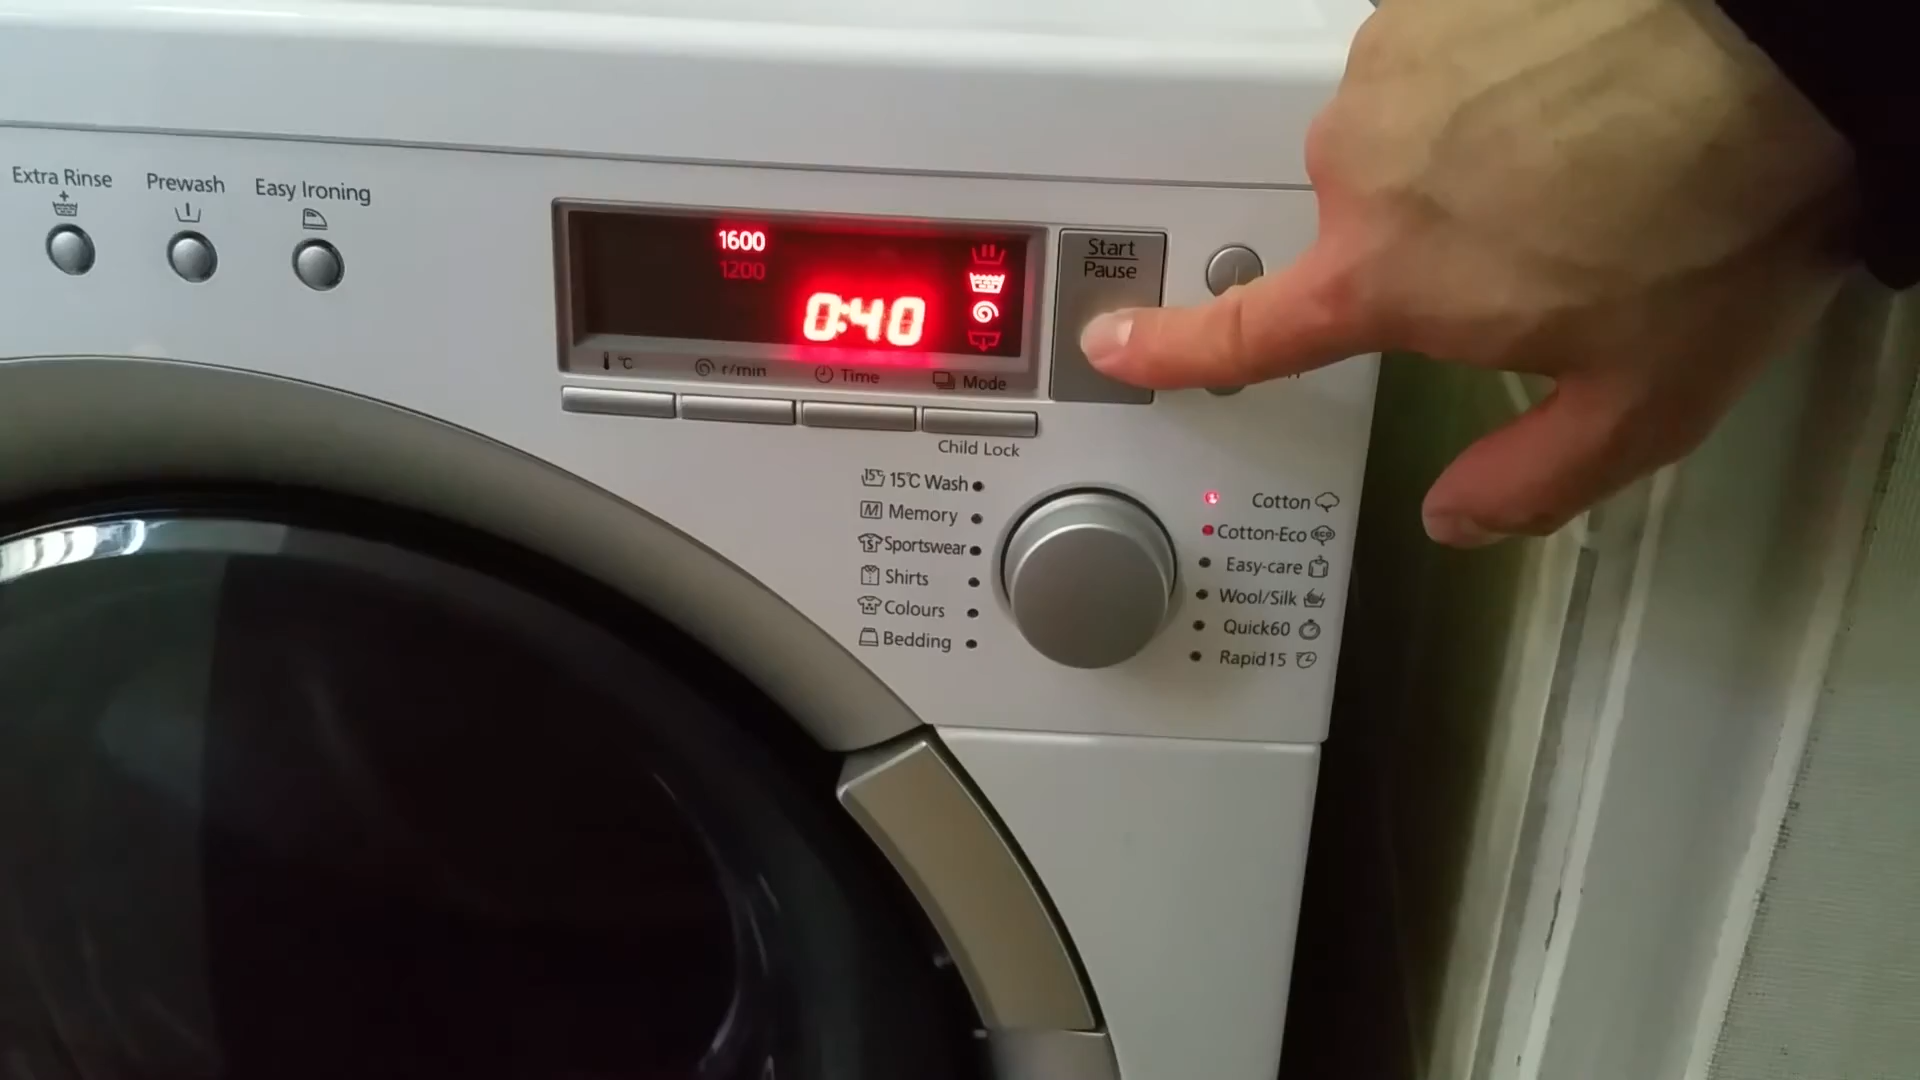 Extra Rinse
Prewash
Easy Ironing
1600
1200
0:40
°C
r/min
Time
Mode
Start
Pause
Child Lock
15°C Wash
Memory
Sportswear
Shirts
Colours
Bedding
Cotton
Cotton-Eco
Easy-care
Wool/Silk
Quick60
Rapid15